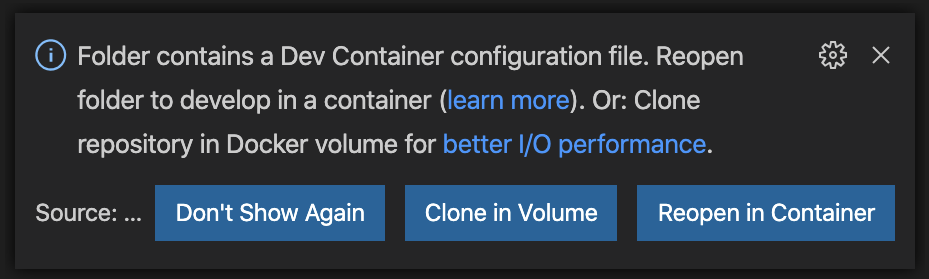 Folder contains a Dev Container configuration file. Reopen
folder to develop in a container (learn more). Or: Clone
repository in Docker volume for better I/O performance.
Source: ... Don't Show Again Clone in Volume Reopen in Container